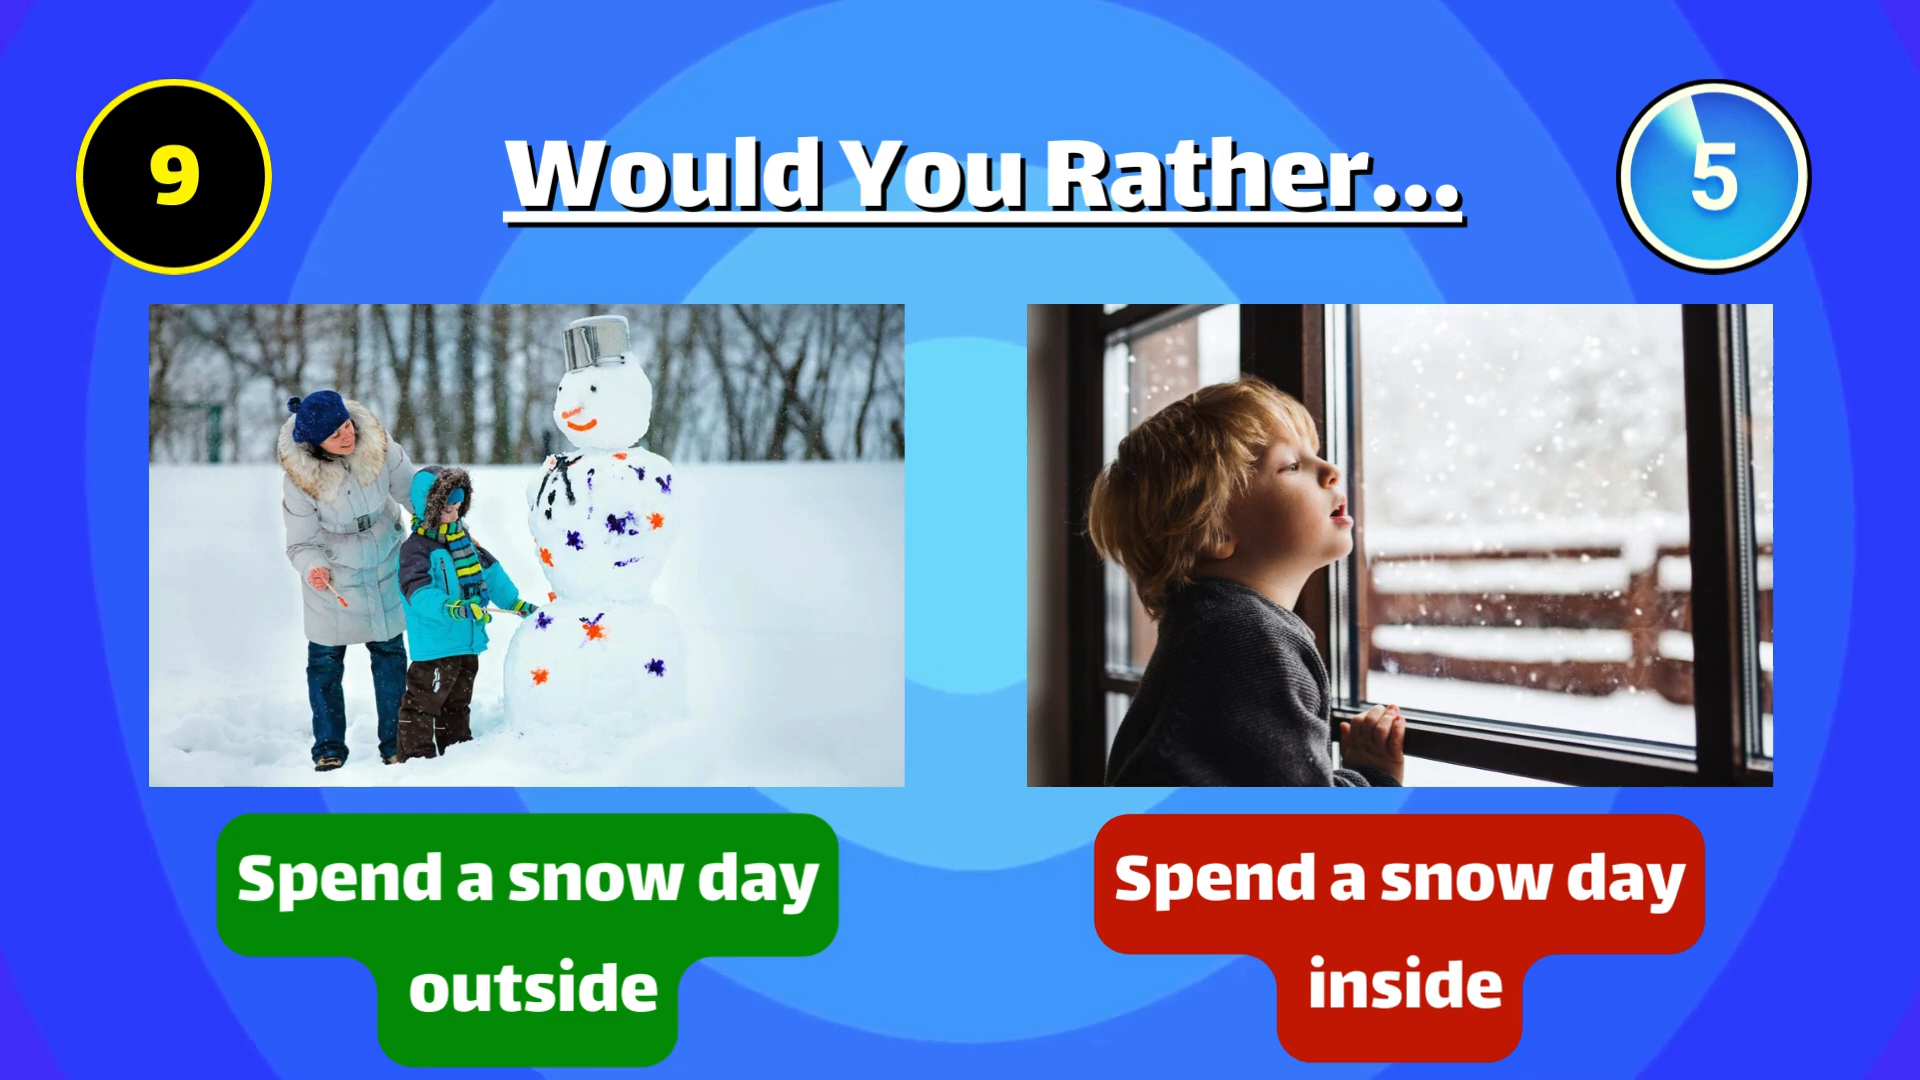 9
Would You Rather...
5
Spend a snow day
outside
Spend a snow day
inside